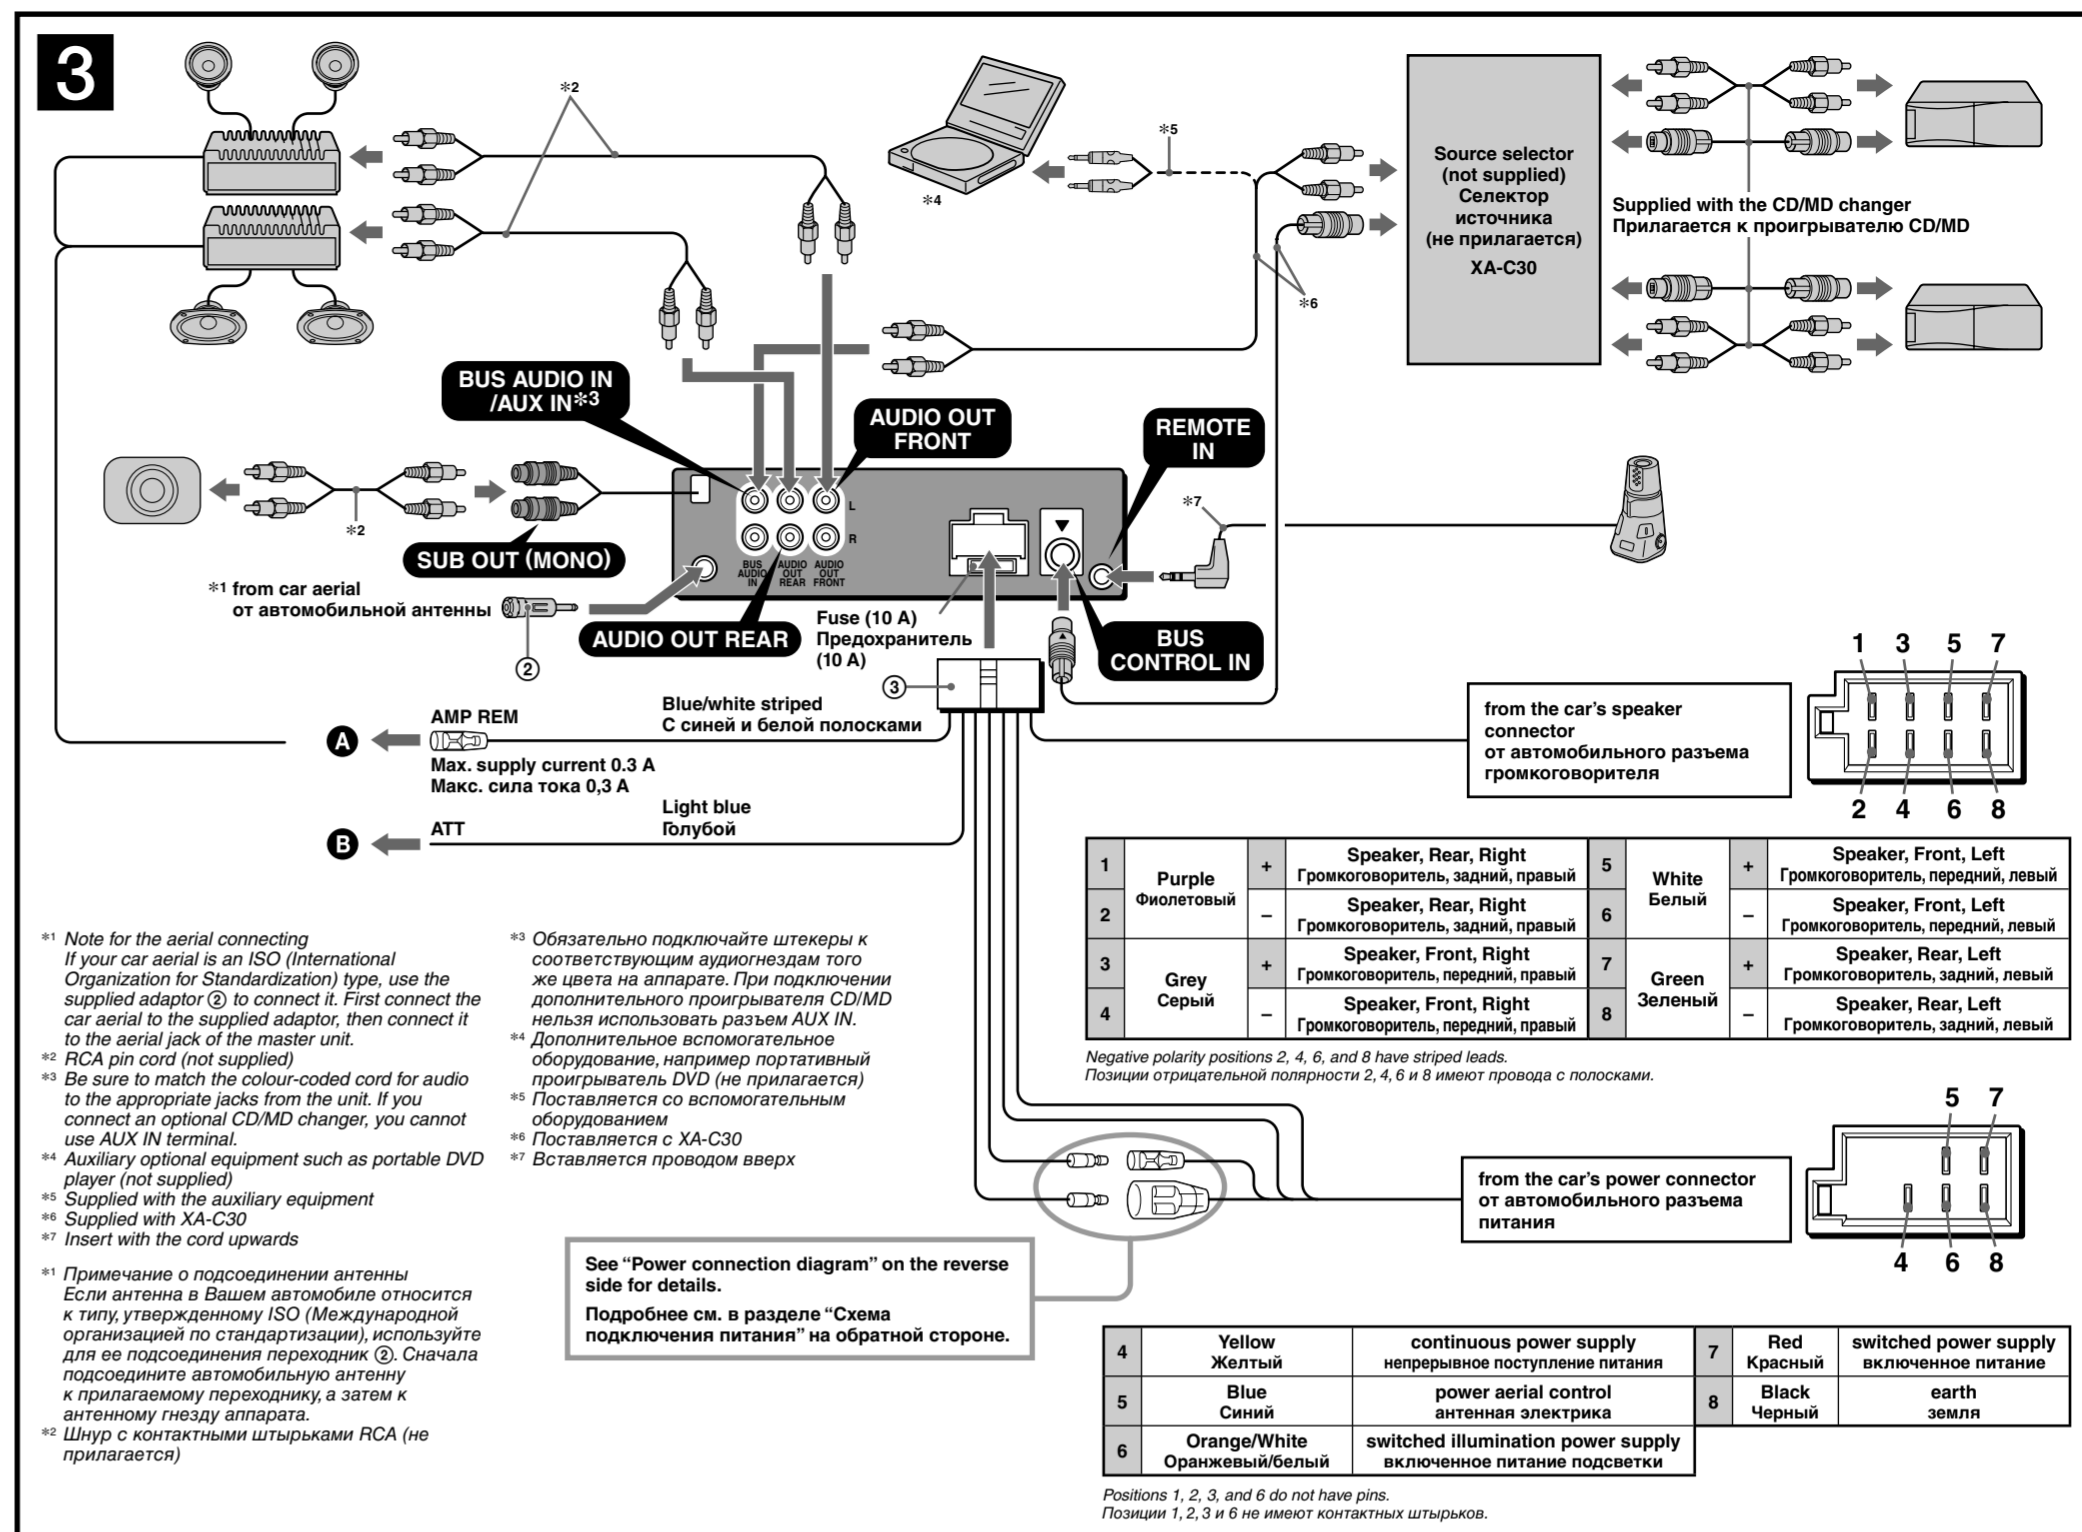 3
*2
*5
*4
*6
Source selector
(not supplied)
Селектор
источника
(не прилагается)
XA-C30
Supplied with the CD/MD changer
Прилагается к проигрывателю CD/MD
BUS AUDIO IN
/AUX IN*3
AUDIO OUT
FRONT
REMOTE
IN
*7
*2
SUB OUT (MONO)
L
R
BUS
AUDIO
IN
AUDIO
OUT
REAR
AUDIO
OUT
FRONT
*1 from car aerial
от автомобильной антенны
2
AUDIO OUT REAR
Fuse (10 A)
Предохранитель
(10 A)
BUS
CONTROL IN
3
A
AMP REM
Blue/white striped
С синей и белой полосками
Max. supply current 0.3 A
Макс. сила тока 0,3 A
B
ATT
Light blue
Голубой
from the car's speaker
connector
от автомобильного разъема
громкоговорителя
1 3 5 7
2 4 6 8
1 Purple Фиолетовый + Speaker, Rear, Right
Громкоговоритель, задний, правый
2 – Speaker, Rear, Right
Громкоговоритель, задний, правый
3 Grey Серый + Speaker, Front, Right
Громкоговоритель, передний, правый
4 – Speaker, Front, Right
Громкоговоритель, передний, правый
5 White Белый + Speaker, Front, Left
Громкоговоритель, передний, левый
6 – Speaker, Front, Left
Громкоговоритель, передний, левый
7 Green Зеленый + Speaker, Rear, Left
Громкоговоритель, задний, левый
8 – Speaker, Rear, Left
Громкоговоритель, задний, левый
Negative polarity positions 2, 4, 6, and 8 have striped leads.
Позиции отрицательной полярности 2, 4, 6 и 8 имеют провода с полосками.
*1 Note for the aerial connecting
If your car aerial is an ISO (International
Organization for Standardization) type, use the
supplied adaptor ② to connect it. First connect the
car aerial to the supplied adaptor, then connect it
to the aerial jack of the master unit.
*2 RCA pin cord (not supplied)
*3 Be sure to match the colour-coded cord for audio
to the appropriate jacks from the unit. If you
connect an optional CD/MD changer, you cannot
use AUX IN terminal.
*4 Auxiliary optional equipment such as portable DVD
player (not supplied)
*5 Supplied with the auxiliary equipment
*6 Supplied with XA-C30
*7 Insert with the cord upwards
*1 Примечание о подсоединении антенны
Если антенна в Вашем автомобиле относится
к типу, утвержденному ISO (Международной
организацией по стандартизации), используйте
для ее подсоединения переходник ②. Сначала
подсоедините автомобильную антенну
к прилагаемому переходнику, а затем к
антенному гнезду аппарата.
*2 Шнур с контактными штырьками RCA (не
прилагается)
*3 Обязательно подключайте штекеры к
соответствующим аудиогнездам того
же цвета на аппарате. При подключении
дополнительного проигрывателя CD/MD
нельзя использовать разъем AUX IN.
*4 Дополнительное вспомогательное
оборудование, например портативный
проигрыватель DVD (не прилагается)
*5 Поставляется со вспомогательным
оборудованием
*6 Поставляется с XA-C30
*7 Вставляется проводом вверх
See “Power connection diagram” on the reverse
side for details.
Подробнее см. в разделе “Схема
подключения питания” на обратной стороне.
from the car's power connector
от автомобильного разъема
питания
5 7
4 6 8
4 Yellow Желтый continuous power supply
непрерывное поступление питания
5 Blue Синий power aerial control
антенная электрика
6 Orange/White Оранжевый/белый switched illumination power supply
включенное питание подсветки
7 Red Красный switched power supply
включенное питание
8 Black Черный earth
земля
Positions 1, 2, 3, and 6 do not have pins.
Позиции 1, 2, 3 и 6 не имеют контактных штырьков.